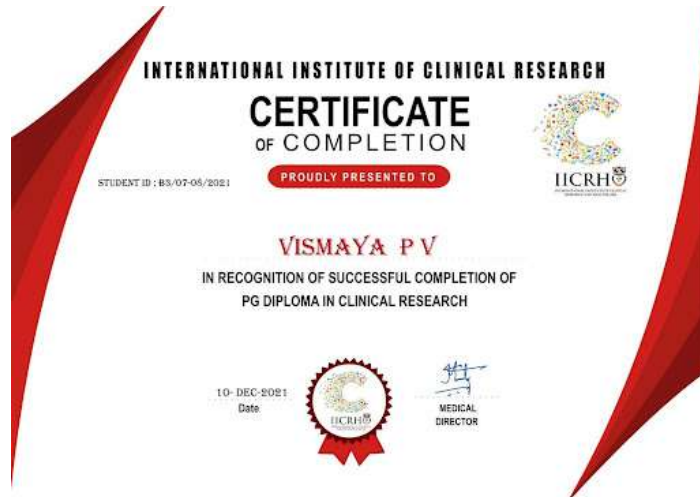 INTERNATIONAL INSTITUTE OF CLINICAL RESEARCH
CERTIFICATE
OF COMPLETION
STUDENT ID : B3/07-05/2021
PROUDLY PRESENTED TO
IICRH
VISMAYA P V
IN RECOGNITION OF SUCCESSFUL COMPLETION OF
PG DIPLOMA IN CLINICAL RESEARCH
10-DEC-2021
Date
IICRH
MEDICAL
DIRECTOR